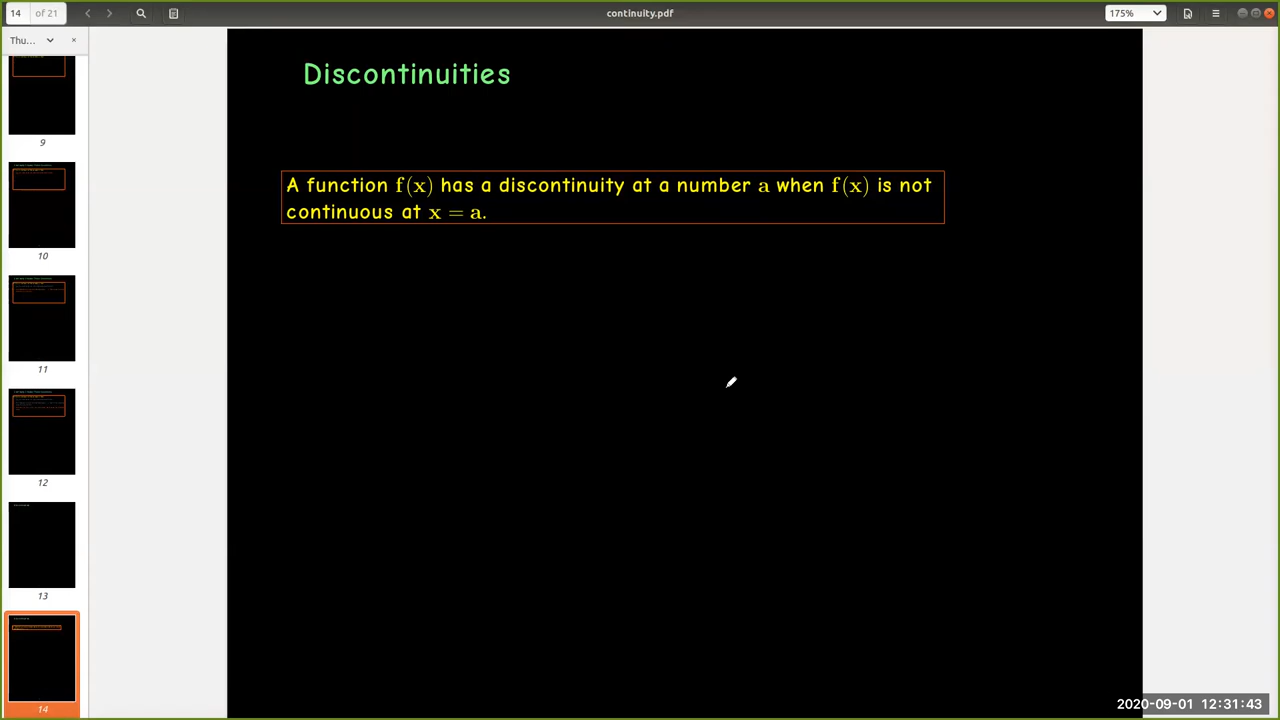 14 of 21
continuity.pdf
175%
Thu...
Discontinuities
A function f(x) has a discontinuity at a number a when f(x) is not
continuous at x = a.
9
10
11
12
13
14
2020-09-01 12:31:43